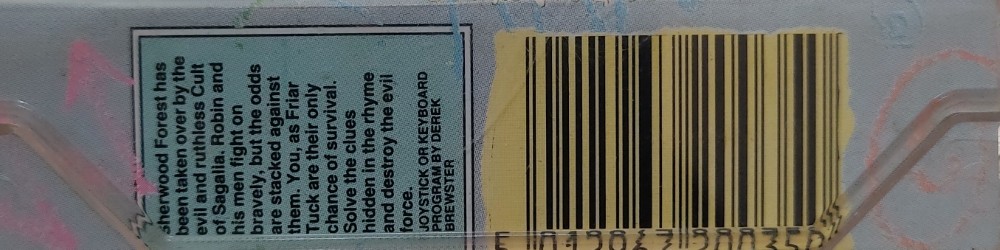 Sherwood Forest has
been taken over by the
evil and ruthless Cult
of Sagalia. Robin and
his men fight on
bravely, but the odds
are stacked against
them. You, as Friar
Tuck are their only
chance of survival.
Solve the clues
hidden in the rhyme
and destroy the evil
force.
JOYSTICK OR KEYBOARD
PROGRAM BY DEREK
BREWSTER